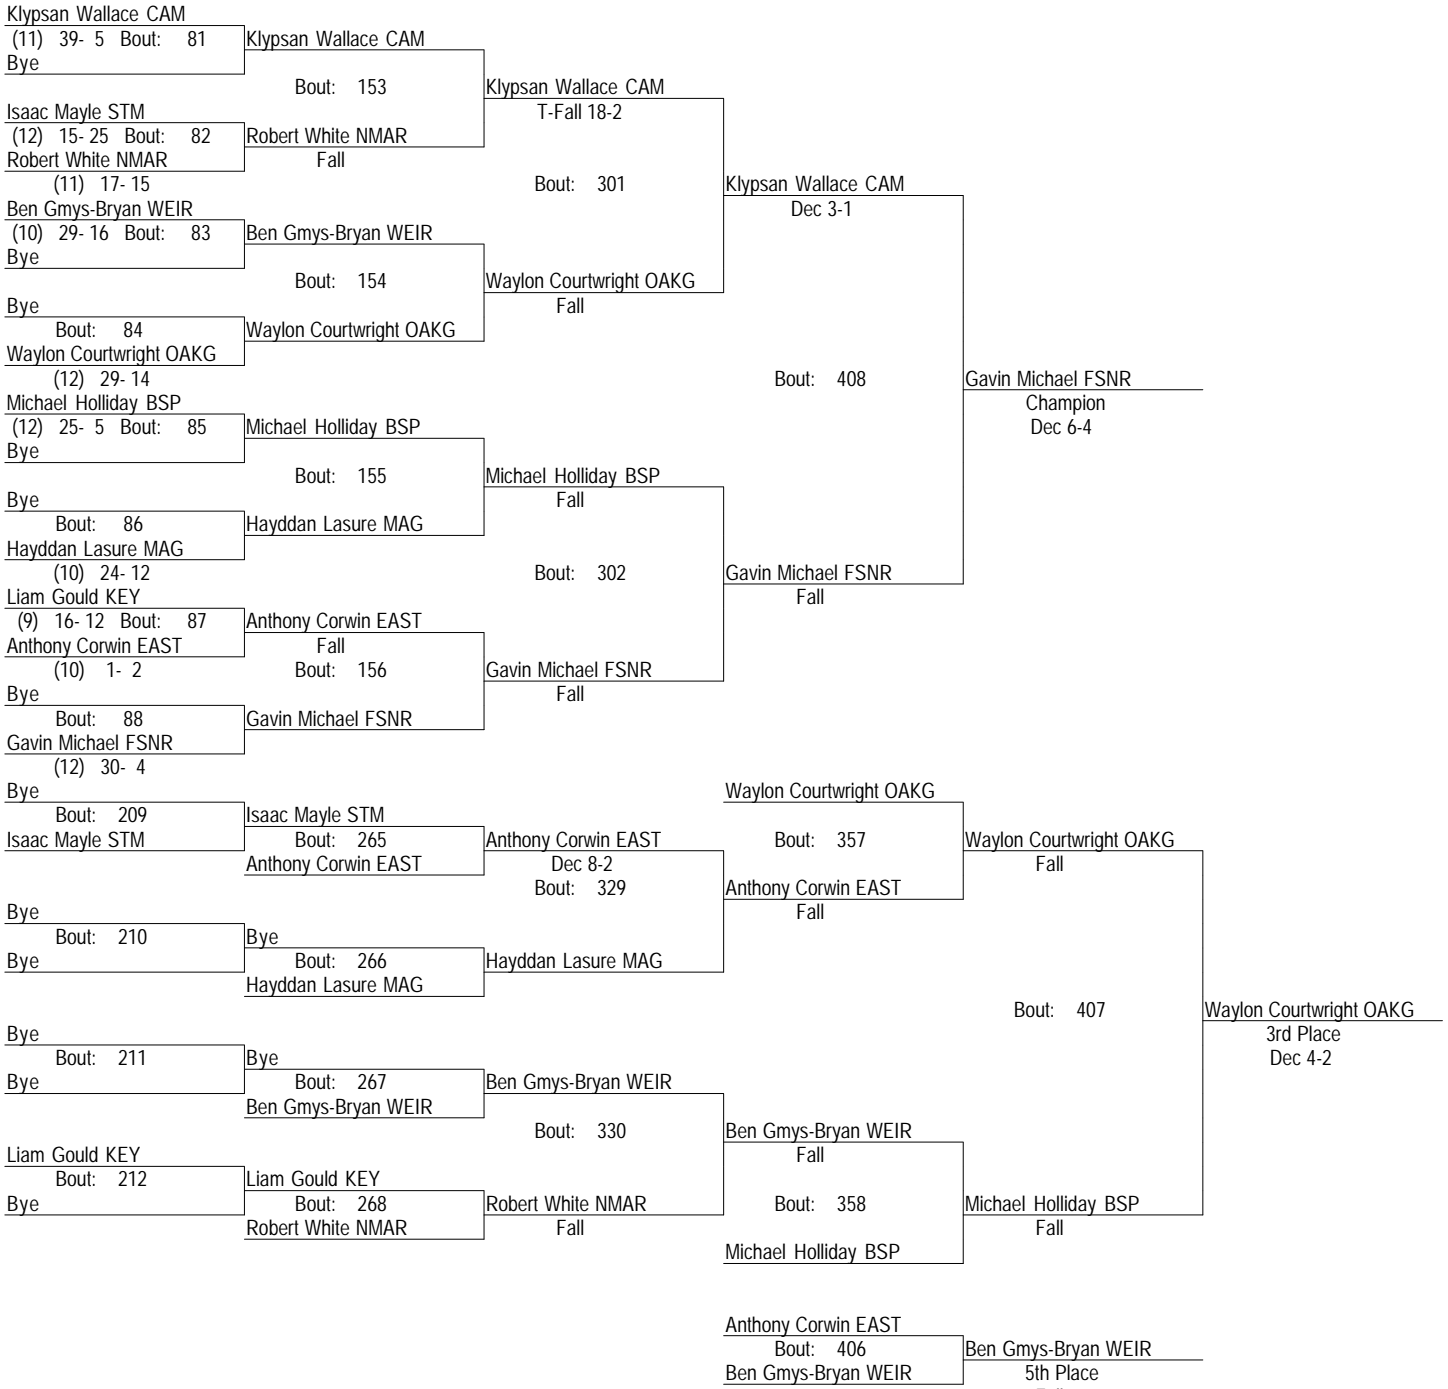 Klypsan Wallace CAM
(11) 39- 5 Bout: 81 Klypsan Wallace CAM
Bye
Bout: 153 Klypsan Wallace CAM
Isaac Mayle STM T-Fall 18-2
(12) 15- 25 Bout: 82 Robert White NMAR
Robert White NMAR Fall
(11) 17- 15 Bout: 301 Klypsan Wallace CAM
Ben Gmys-Bryan WEIR Dec 3-1
(10) 29- 16 Bout: 83 Ben Gmys-Bryan WEIR
Bye
Bout: 154 Waylon Courtwright OAKG
Bye Fall
Bout: 84 Waylon Courtwright OAKG
Waylon Courtwright OAKG
(12) 29- 14 Bout: 408 Gavin Michael FSNR
Michael Holliday BSP Champion
(12) 25- 5 Bout: 85 Michael Holliday BSP Dec 6-4
Bye
Bout: 155 Michael Holliday BSP
Bye Fall
Bout: 86 Hayddan Lasure MAG
Hayddan Lasure MAG
(10) 24- 12 Bout: 302 Gavin Michael FSNR
Liam Gould KEY Fall
(9) 16- 12 Bout: 87 Anthony Corwin EAST
Anthony Corwin EAST Fall
(10) 1- 2 Bout: 156 Gavin Michael FSNR
Bye Fall
Bout: 88 Gavin Michael FSNR
Gavin Michael FSNR
(12) 30- 4
Bye Waylon Courtwright OAKG
Bout: 209 Isaac Mayle STM
Isaac Mayle STM Bout: 265 Anthony Corwin EAST Bout: 357 Waylon Courtwright OAKG
Anthony Corwin EAST Dec 8-2 Fall
Bout: 329 Anthony Corwin EAST
Bye Fall
Bout: 210 Bye
Bye Bout: 266 Hayddan Lasure MAG
Hayddan Lasure MAG
Bout: 407 Waylon Courtwright OAKG
Bye 3rd Place
Bout: 211 Bye Dec 4-2
Bye Bout: 267 Ben Gmys-Bryan WEIR
Ben Gmys-Bryan WEIR
Bout: 330 Ben Gmys-Bryan WEIR
Liam Gould KEY Fall
Bout: 212 Liam Gould KEY
Bye Bout: 268 Robert White NMAR Bout: 358 Michael Holliday BSP
Robert White NMAR Fall Fall
Michael Holliday BSP
Anthony Corwin EAST
Bout: 406 Ben Gmys-Bryan WEIR
Ben Gmys-Bryan WEIR 5th Place